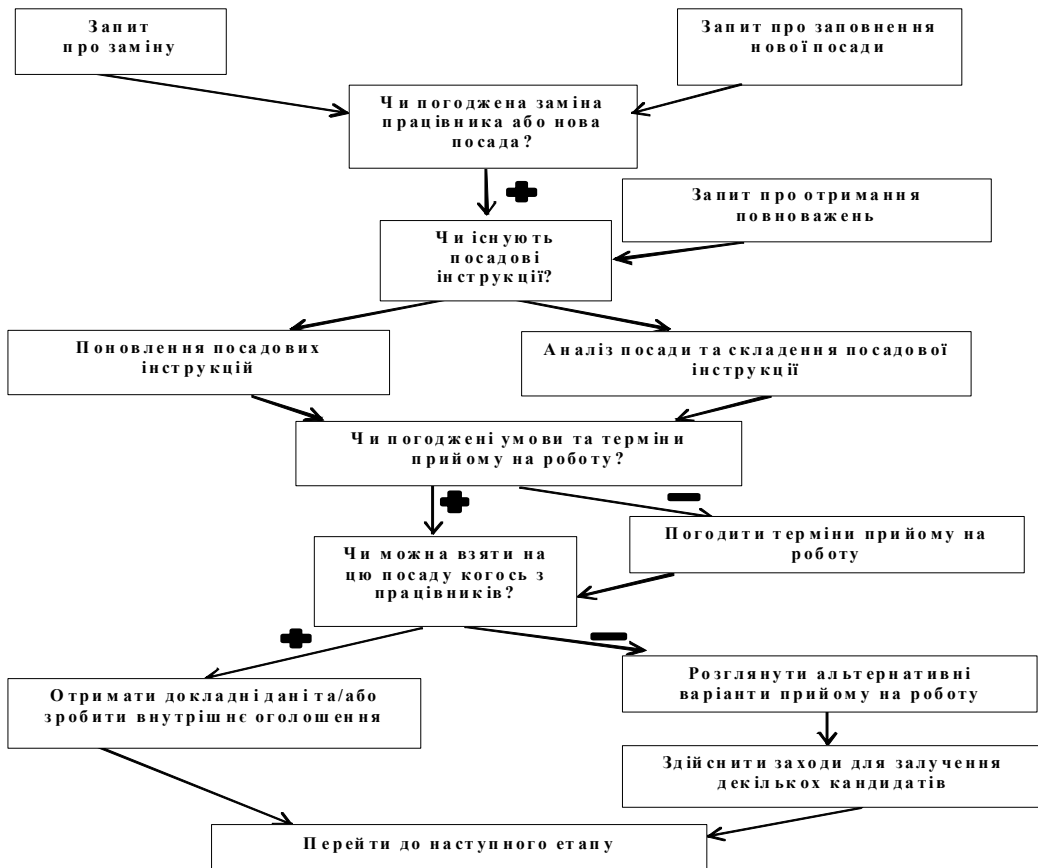 Запит
про заміну
Запит про заповнення
нової посади
Чи погоджена заміна
працівника або нова
посада?
Запит про отримання
повноважень
Чи існують
посадові
інструкції?
Поновлення посадових
інструкцій
Аналіз посади та складення посадової
інструкції
Чи погоджені умови та терміни
прийому на роботу?
Погодити терміни прийому на
роботу
Чи можна взяти на
цю посаду когось з
працівників?
Отримати докладні дані та/або
зробити внутрішнє оголошення
Розглянути альтернативні
варіанти прийому на роботу
Здійснити заходи для залучення
декількох кандидатів
Перейти до наступного етапу